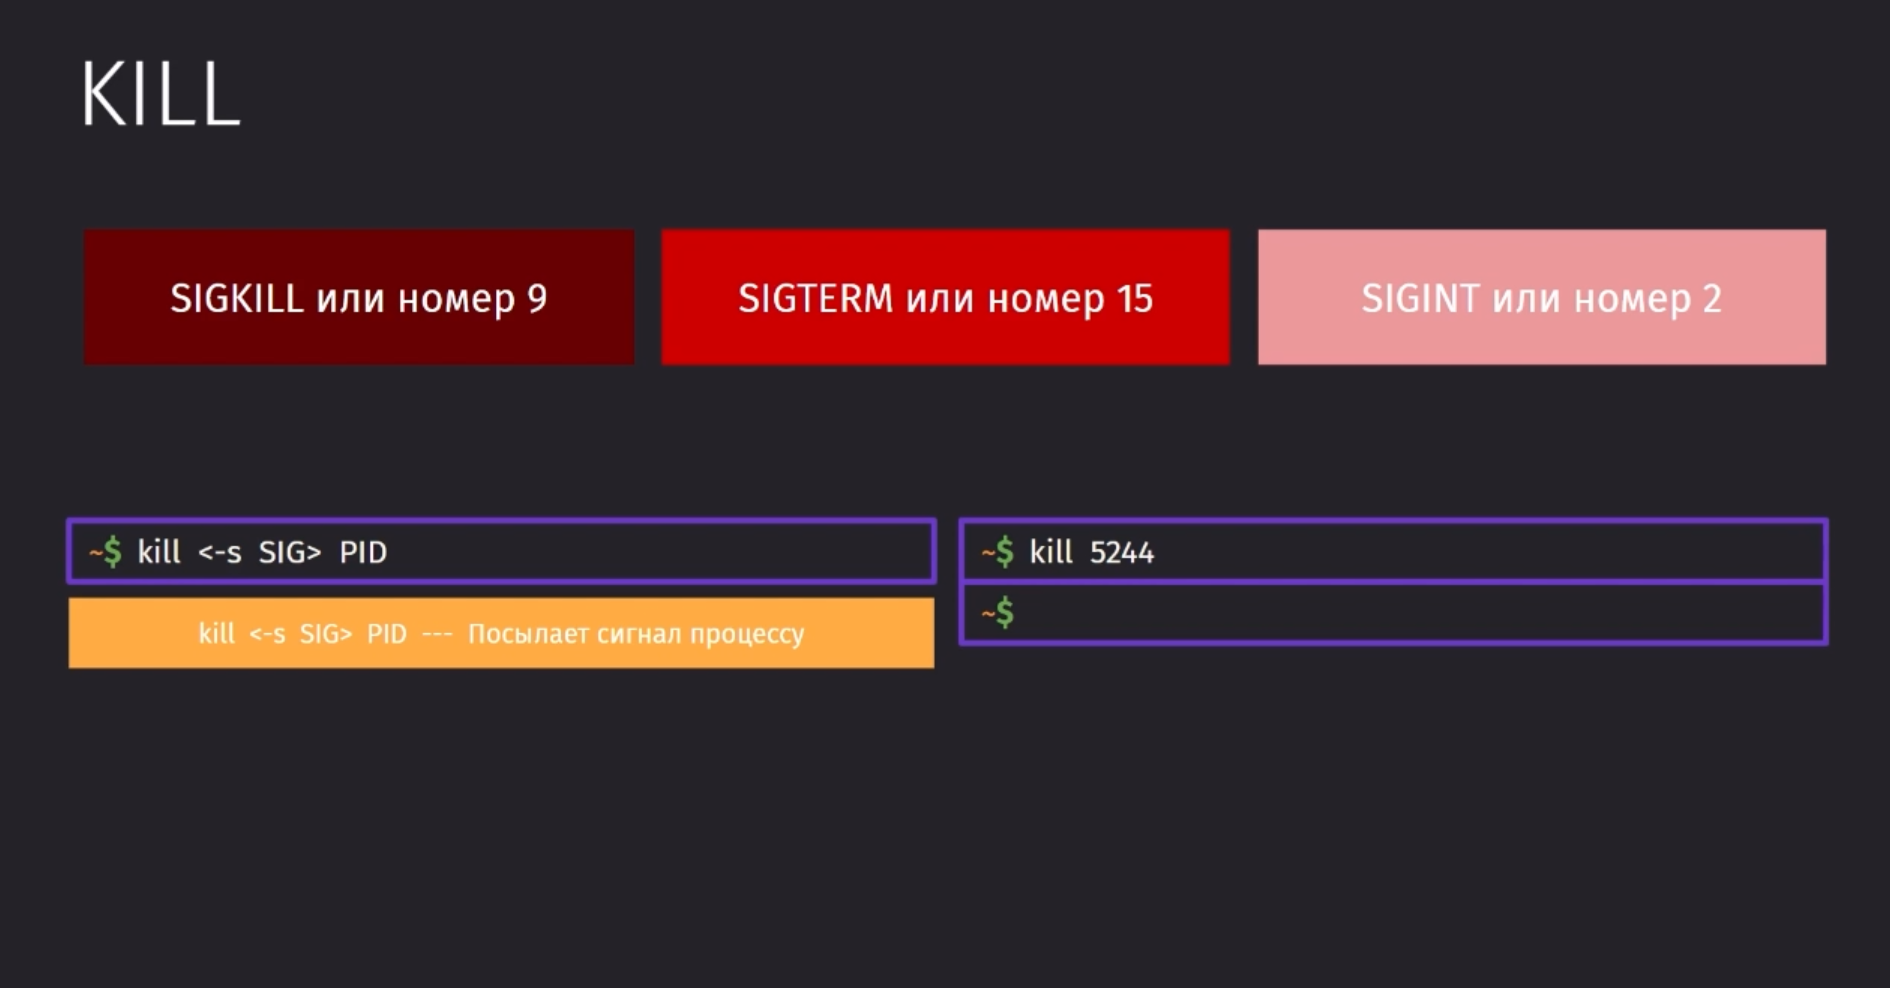 KILL
SIGKILL или номер 9
SIGTERM или номер 15
SIGINT или номер 2
~$ kill <-s SIG> PID
kill <-s SIG> PID --- Посылает сигнал процессу
~$ kill 5244
~$